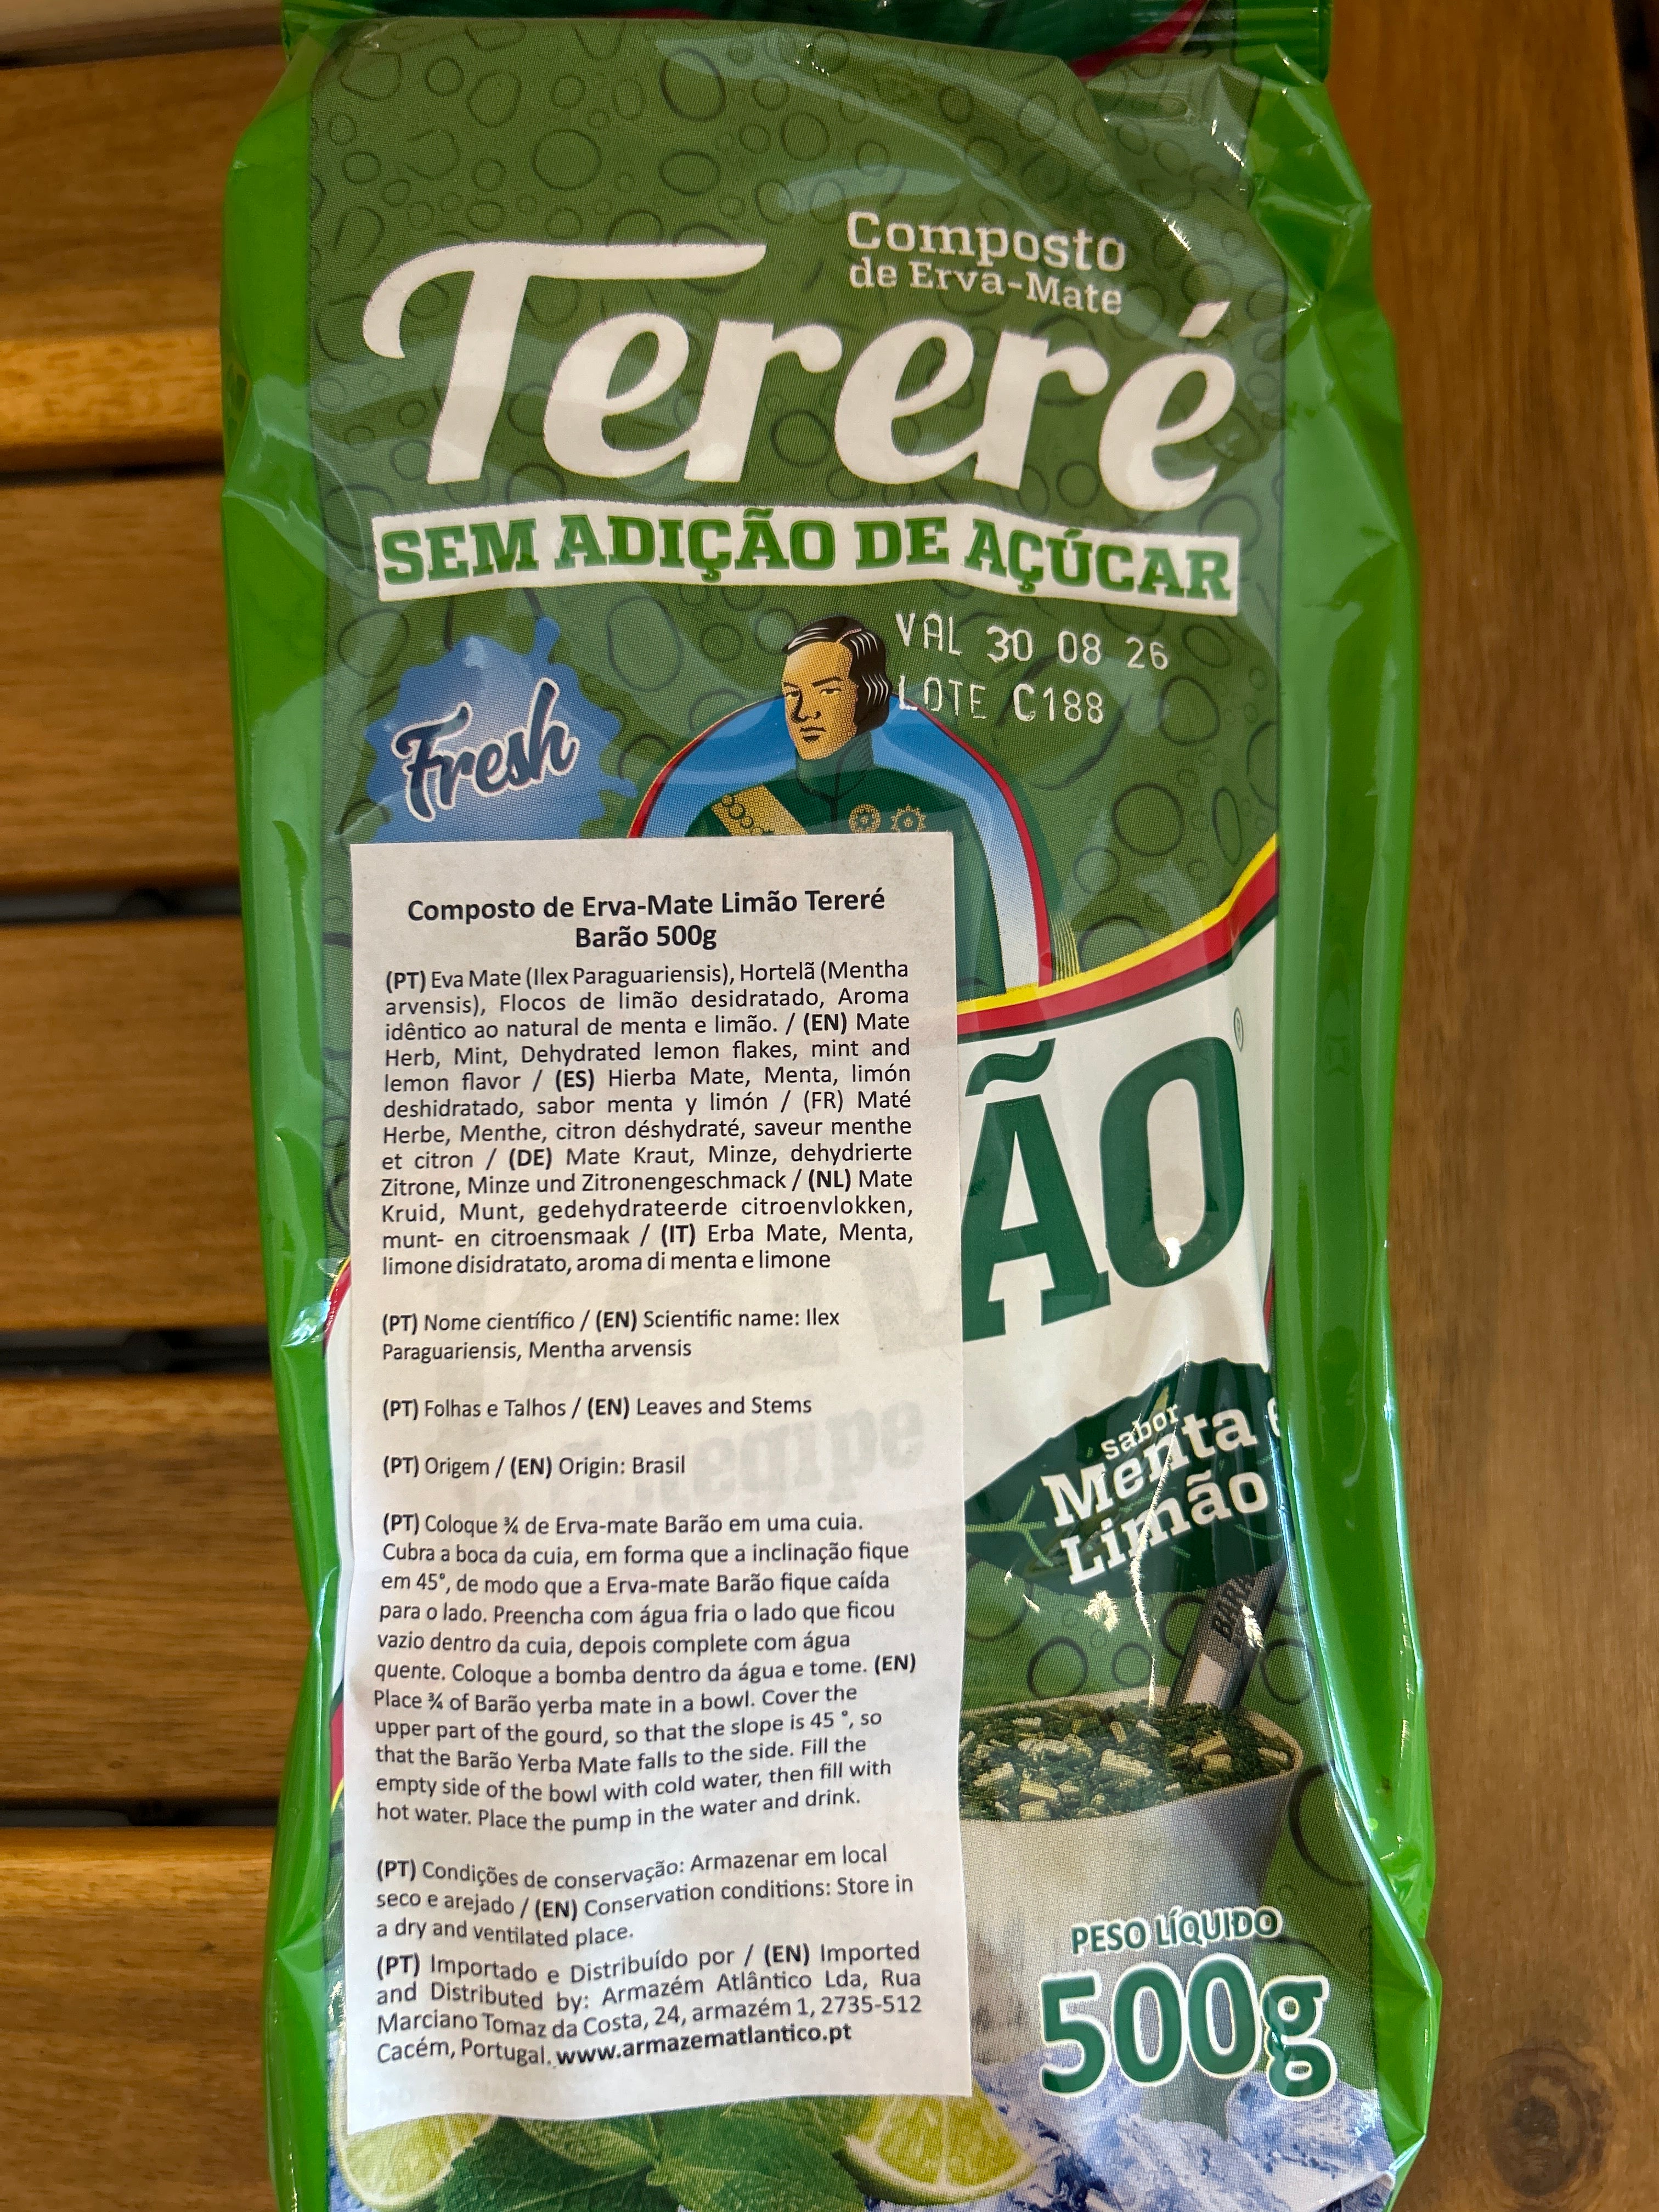 Composto
de Erva-Mate
Tereré
SEM ADIÇÃO DE AÇÚCAR
VAL 30 08 26
LOTE C188
Fresh
Composto de Erva-Mate Limão Tereré
Barão 500g
(PT) Eva Mate (Ilex Paraguariensis), Hortelã (Mentha
arvensis), Flocos de limão desidratado, Aroma
idêntico ao natural de menta e limão. / (EN) Mate
Herb, Mint, Dehydrated lemon flakes, mint and
lemon flavor / (ES) Hierba Mate, Menta, limón
deshidratado, sabor menta y limón / (FR) Maté
Herbe, Menthe, citron déshydraté, saveur menthe
et citron / (DE) Mate Kraut, Minze, dehydrierte
Zitrone, Minze und Zitronengeschmack / (NL) Mate
Kruid, Munt, gedehydrateerde citroenvlokken,
munt- en citroensmaak / (IT) Erba Mate, Menta,
limone disidratato, aroma di menta e limone
(PT) Nome científico / (EN) Scientific name: Ilex
Paraguariensis, Mentha arvensis
(PT) Folhas e Talhos / (EN) Leaves and Stems
(PT) Origem / (EN) Origin: Brasil
(PT) Coloque ¾ de Erva-mate Barão em uma cuia.
Cubra a boca da cuia, em forma que a inclinação fique
em 45°, de modo que a Erva-mate Barão fique caída
para o lado. Preencha com água fria o lado que ficou
vazio dentro da cuia, depois complete com água
quente. Coloque a bomba dentro da água e tome. (EN)
Place ¾ of Barão yerba mate in a bowl. Cover the
upper part of the gourd, so that the slope is 45 °, so
that the Barão Yerba Mate falls to the side. Fill the
empty side of the bowl with cold water, then fill with
hot water. Place the pump in the water and drink.
(PT) Condições de conservação: Armazenar em local
seco e arejado / (EN) Conservation conditions: Store in
a dry and ventilated place.
(PT) Importado e Distribuído por / (EN) Imported
and Distributed by: Armazém Atlântico Lda, Rua
Marciano Tomaz da Costa, 24, armazém 1, 2735-512
Cacém, Portugal. www.armazematlantico.pt
ÃO®
sabor
Menta e
Limão
PESO LÍQUIDO
500g